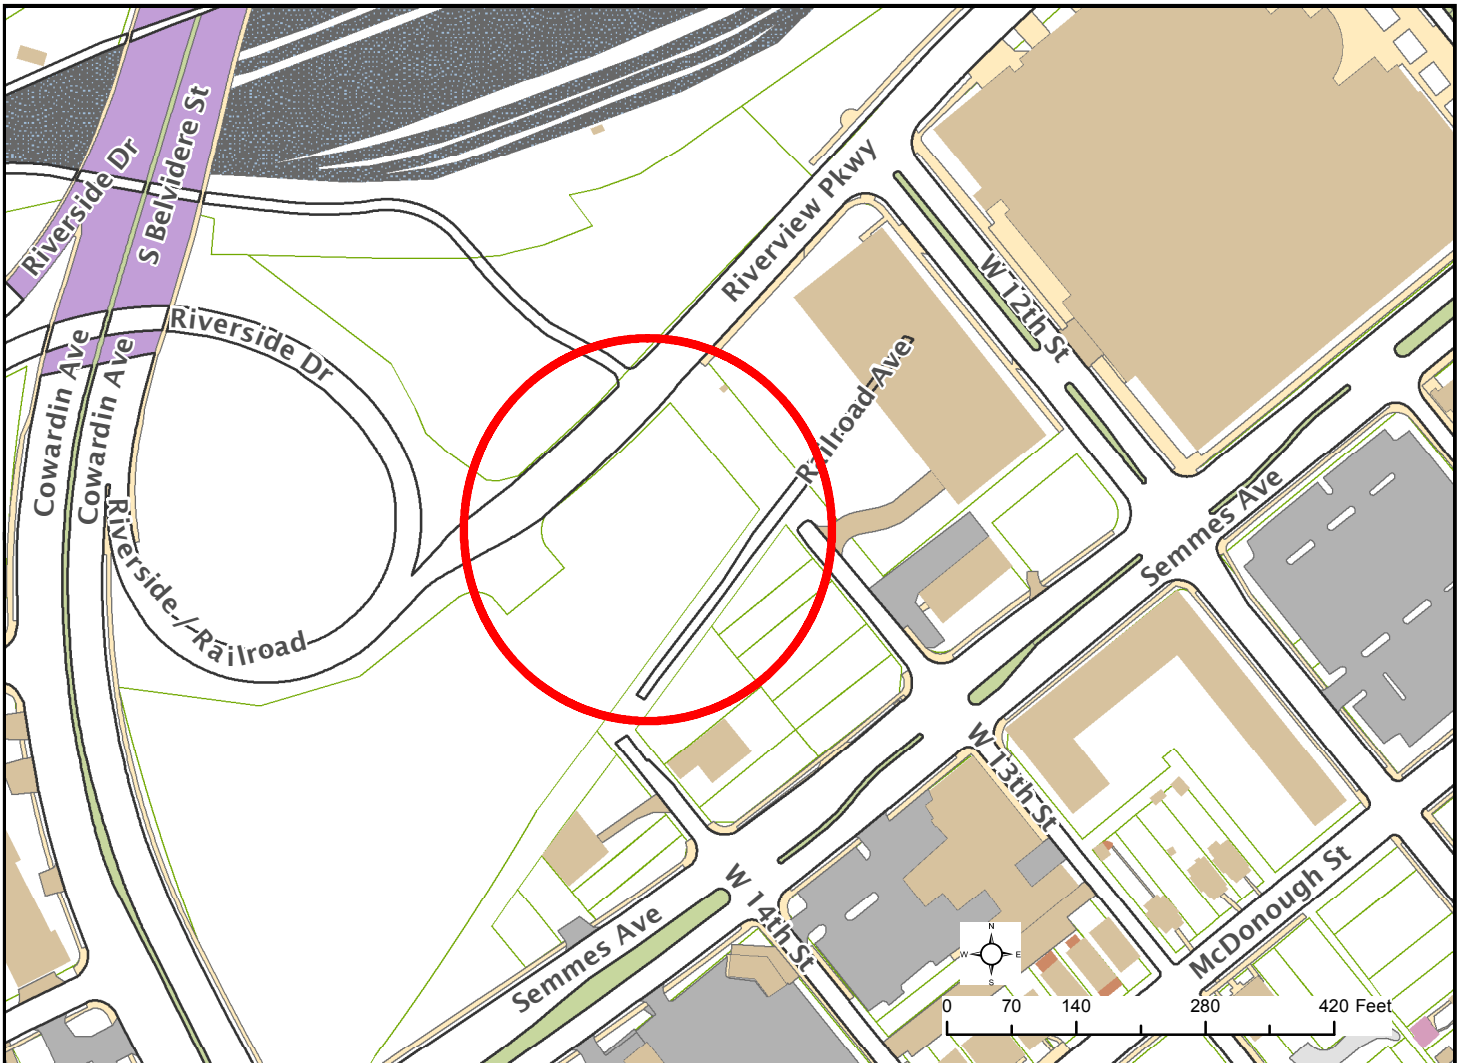 Riverside Dr
S Belvidere St
Riverview Pkwy
W 12th St
Riverside Dr
Cowardin Ave
Cowardin Ave
Railroad Ave
Riverside / Railroad
Semmes Ave
W 13th St
McDonough St
W 14th St
Semmes Ave
N
W
E
S
0 70 140 280 420 Feet